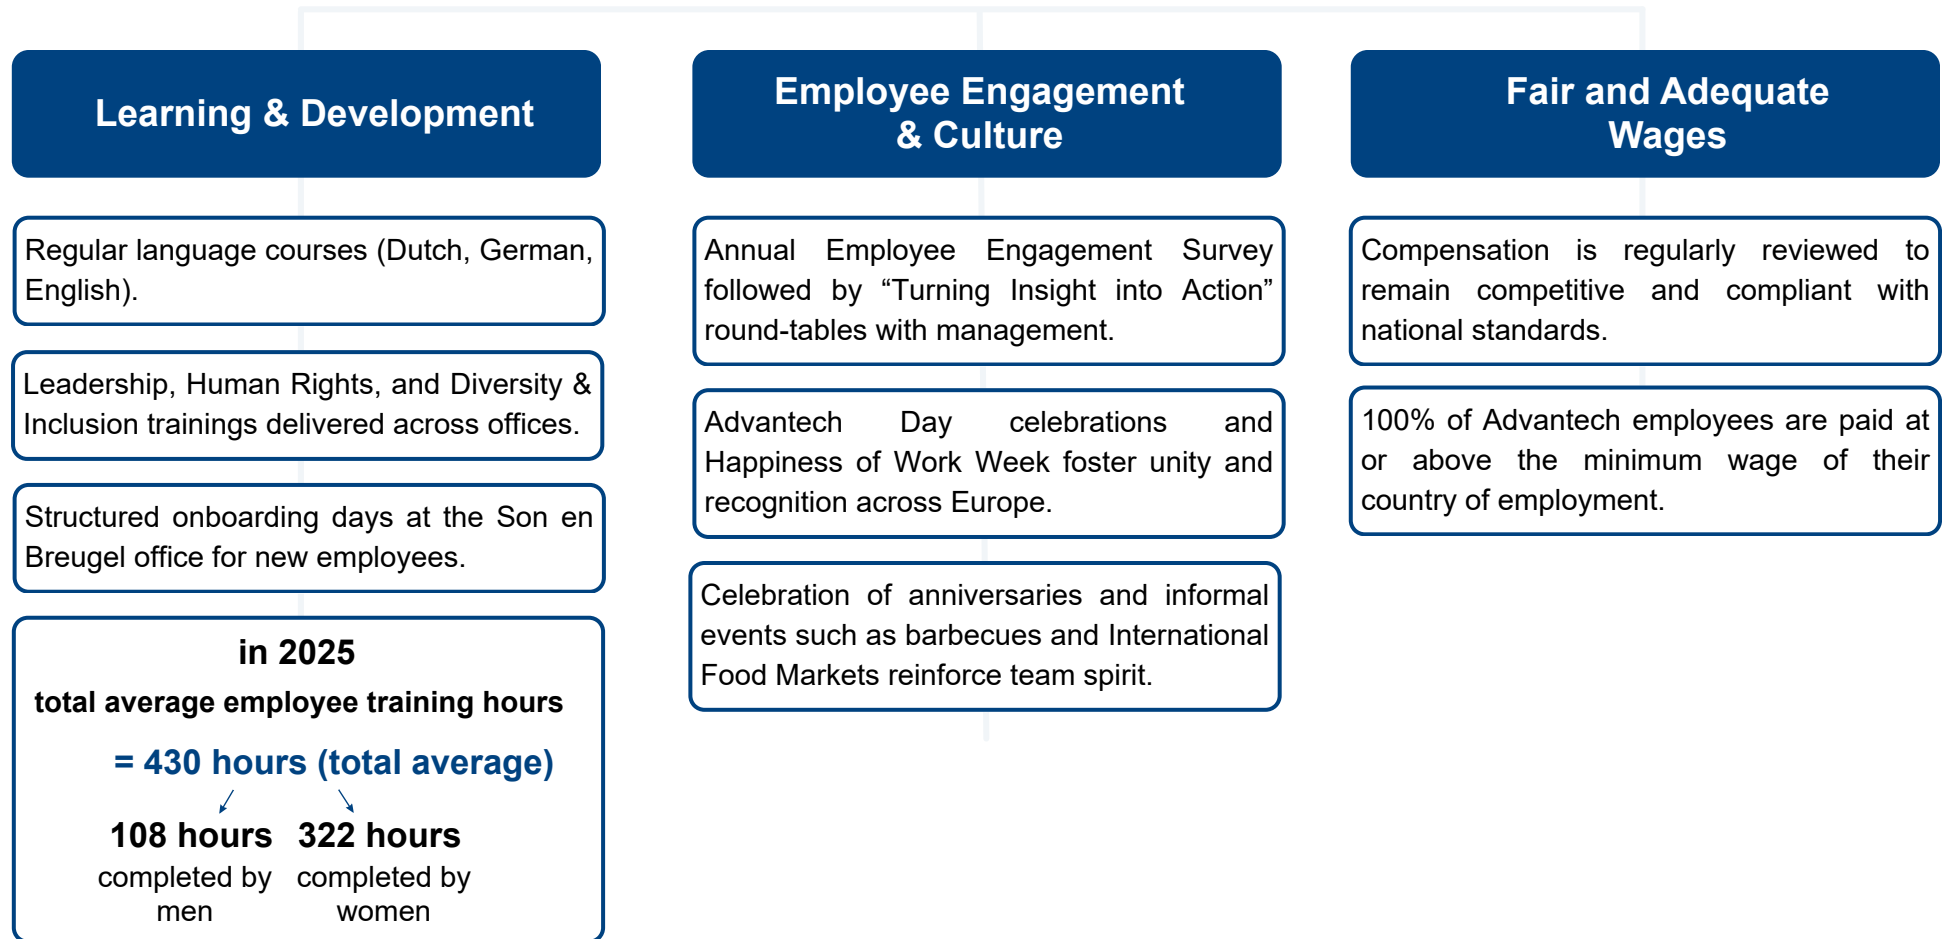 Learning & Development
Regular language courses (Dutch, German,
English).
Leadership, Human Rights, and Diversity &
Inclusion trainings delivered across offices.
Structured onboarding days at the Son en
Breugel office for new employees.
in 2025
total average employee training hours
= 430 hours (total average)
108 hours
completed by
men
322 hours
completed by
women
Employee Engagement
& Culture
Annual Employee Engagement Survey
followed by “Turning Insight into Action”
round-tables with management.
Advantech Day celebrations and
Happiness of Work Week foster unity and
recognition across Europe.
Celebration of anniversaries and informal
events such as barbecues and International
Food Markets reinforce team spirit.
Fair and Adequate
Wages
Compensation is regularly reviewed to
remain competitive and compliant with
national standards.
100% of Advantech employees are paid at
or above the minimum wage of their
country of employment.